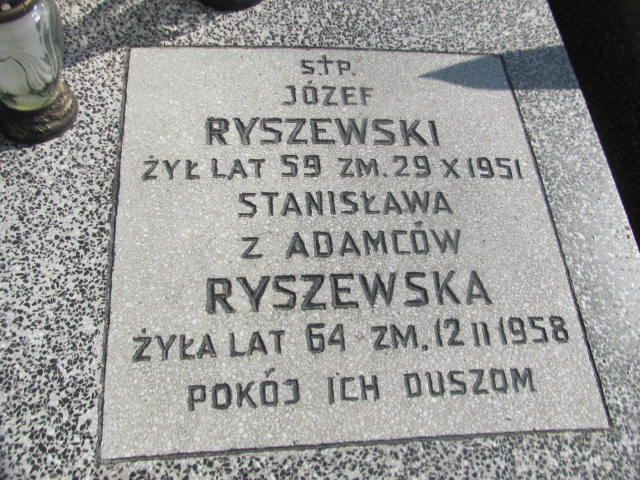 S†P.
JÓZEF
RYSZEWSKI
ŻYŁ LAT 59 ZM. 29 X 1951
STANISŁAWA
Z ADAMCÓW
RYSZEWSKA
ŻYŁA LAT 64 ZM. 12 II 1958
POKÓJ ICH DUSZOM